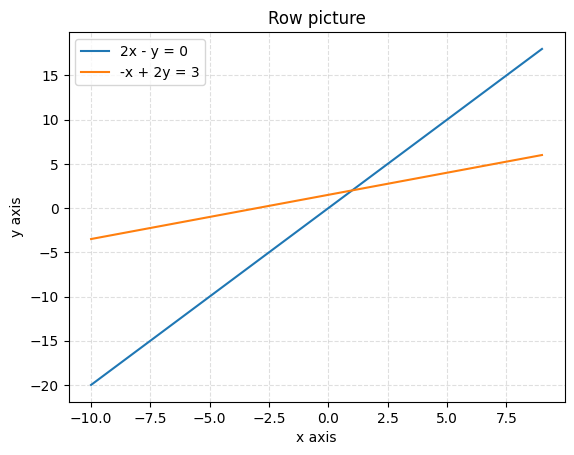 Row picture
2x - y = 0
-x + 2y = 3
15
10
5
0
−5
−10
−15
−20
y axis
−10.0 −7.5 −5.0 −2.5 0.0 2.5 5.0 7.5
x axis